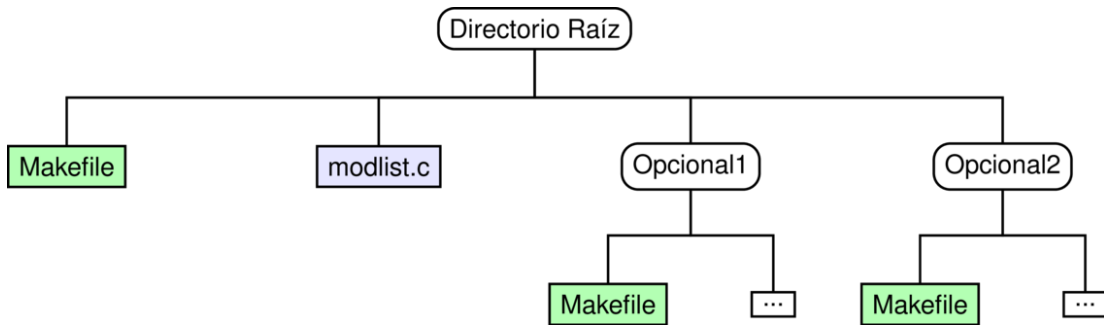 Directorio Raíz
Makefile
modlist.c
Opcional1
Opcional2
Makefile
...
Makefile
...